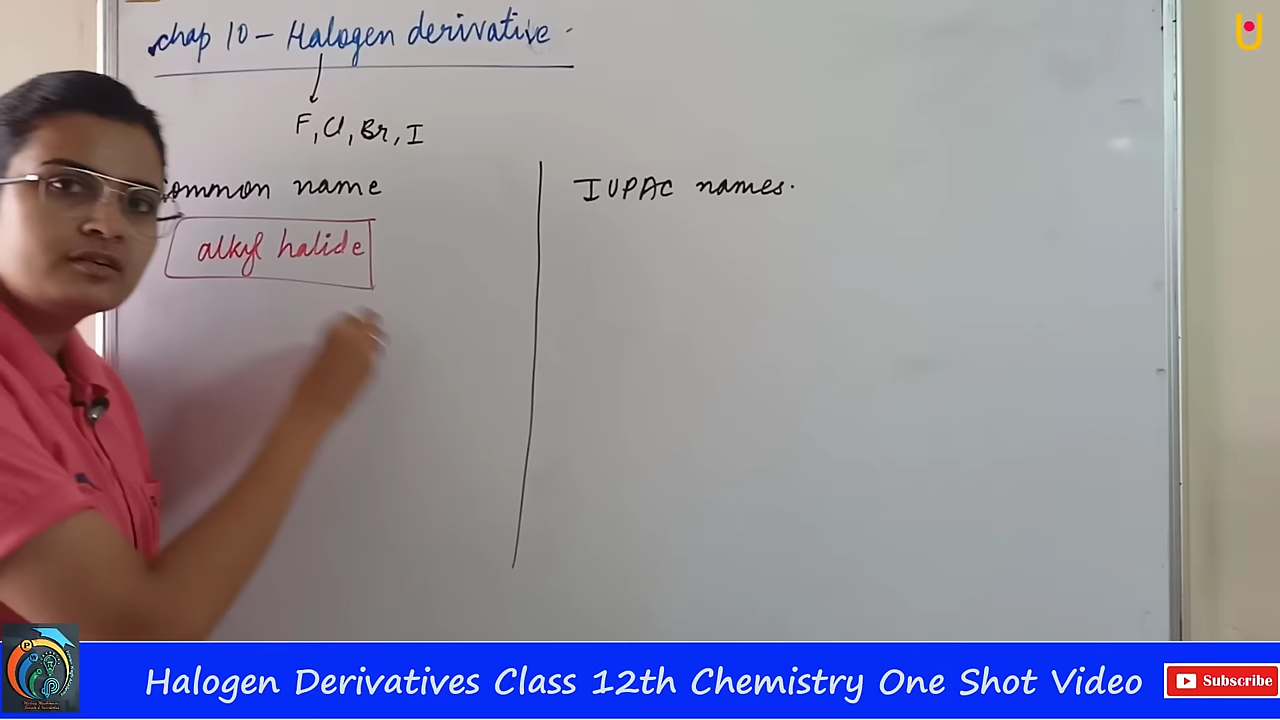 chap 10 - Halogen derivative
F, Cl, Br, I
common name
IUPAC names.
alkyl halide
Halogen Derivatives Class 12th Chemistry One Shot Video
Subscribe